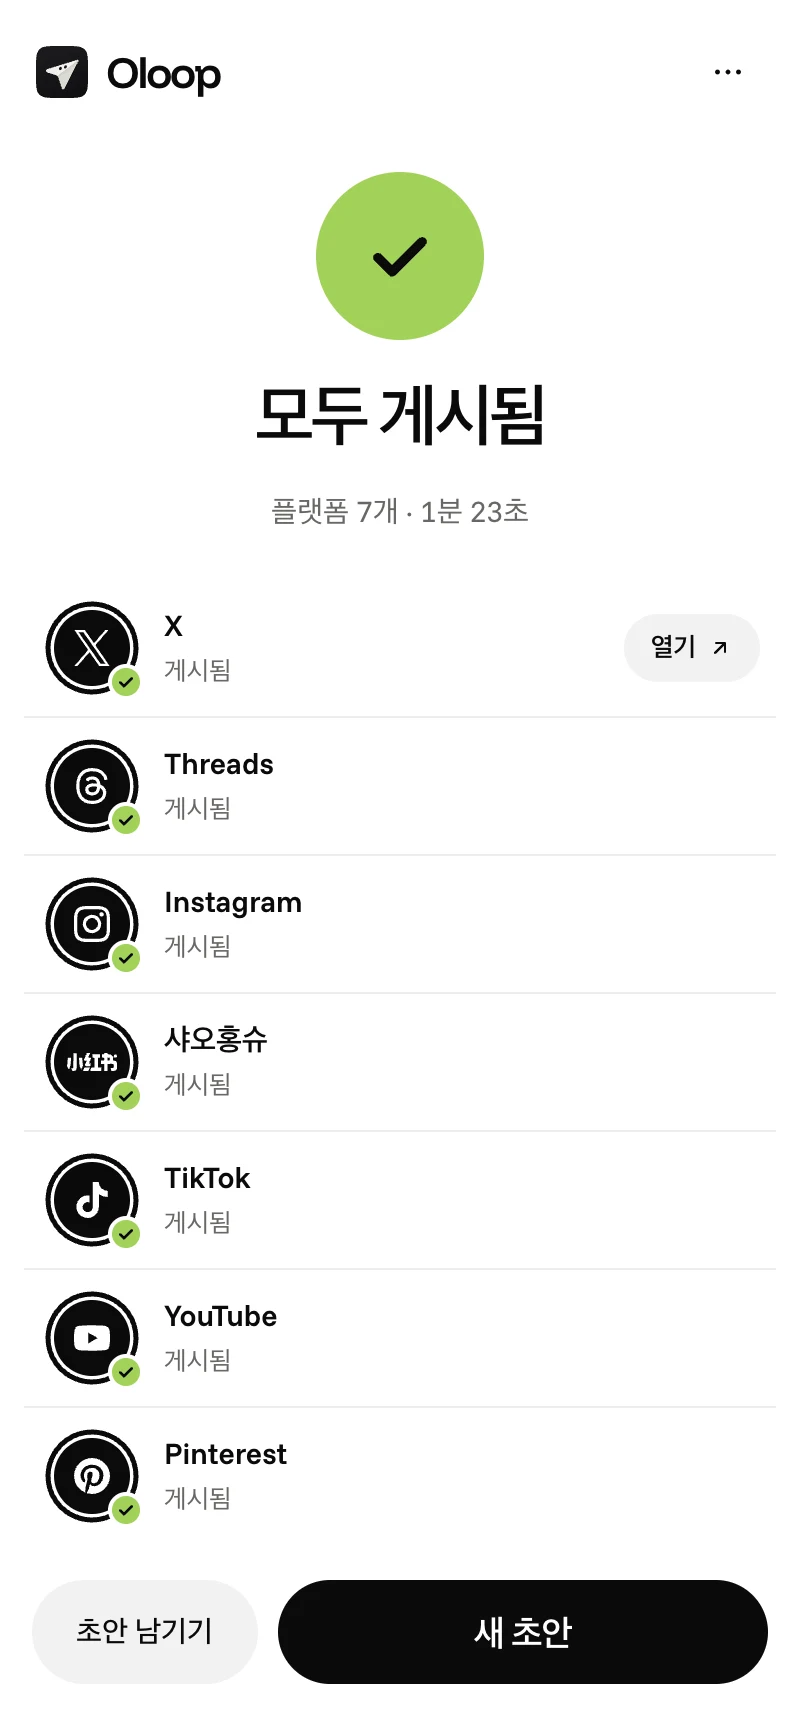 Oloop
모두 게시됨
플랫폼 7개 · 1분 23초
X
게시됨
열기
Threads
게시됨
Instagram
게시됨
小红书
샤오홍슈
게시됨
TikTok
게시됨
YouTube
게시됨
Pinterest
게시됨
초안 남기기
새 초안